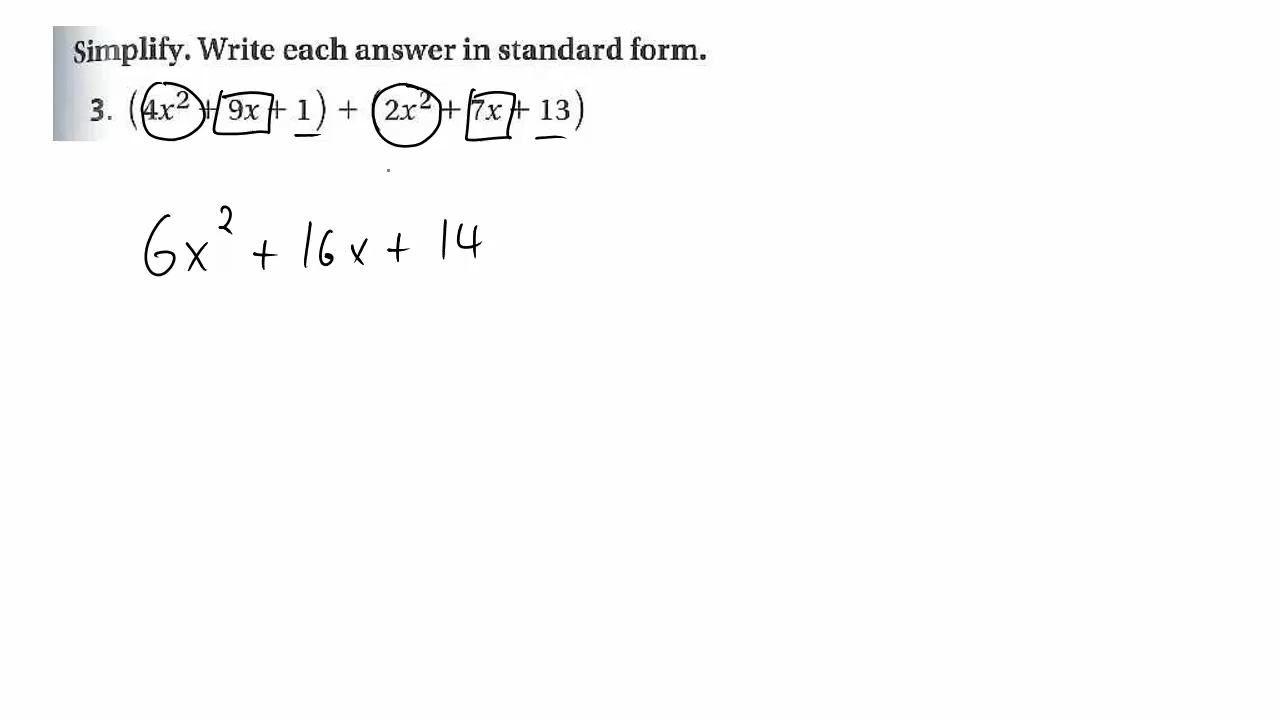 Simplify. Write each answer in standard form.
3. (4x² + 9x + 1) + (2x² + 7x + 13)
6x² + 16x + 14